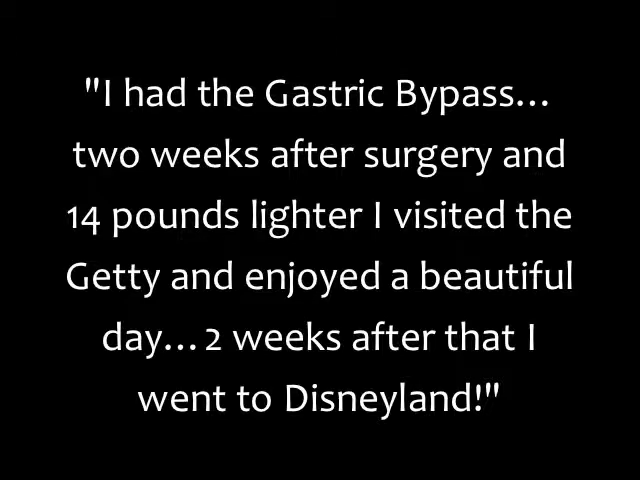 "I had the Gastric Bypass…
two weeks after surgery and
14 pounds lighter I visited the
Getty and enjoyed a beautiful
day…2 weeks after that I
went to Disneyland!"